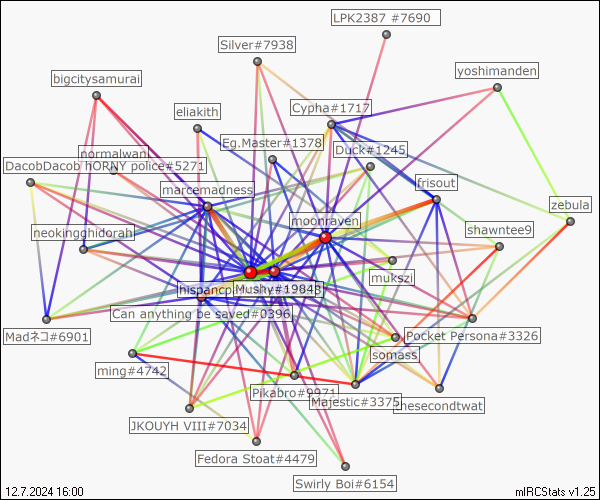 LPK2387 #7690
Silver#7938
yoshimanden
bigcitysamurai
Cypha#1717
eliakith
Eg.Master#1378
Duck#1245
normalwan
DacobDacob HORNY police#5271
marcemadness
frisout
zebula
moonraven
neokingghidorah
shawntee9
mukszi
Mushy#1984
Can anything be saved#0396
Madネコ#6901
Pocket Persona#3326
somass
ming#4742
Pikabro#9971
Majestic#3375
thesecondtwat
JKOUYH VIII#7034
Fedora Stoat#4479
Swirly Boi#6154
12.7.2024 16:00
mIRCStats v1.25